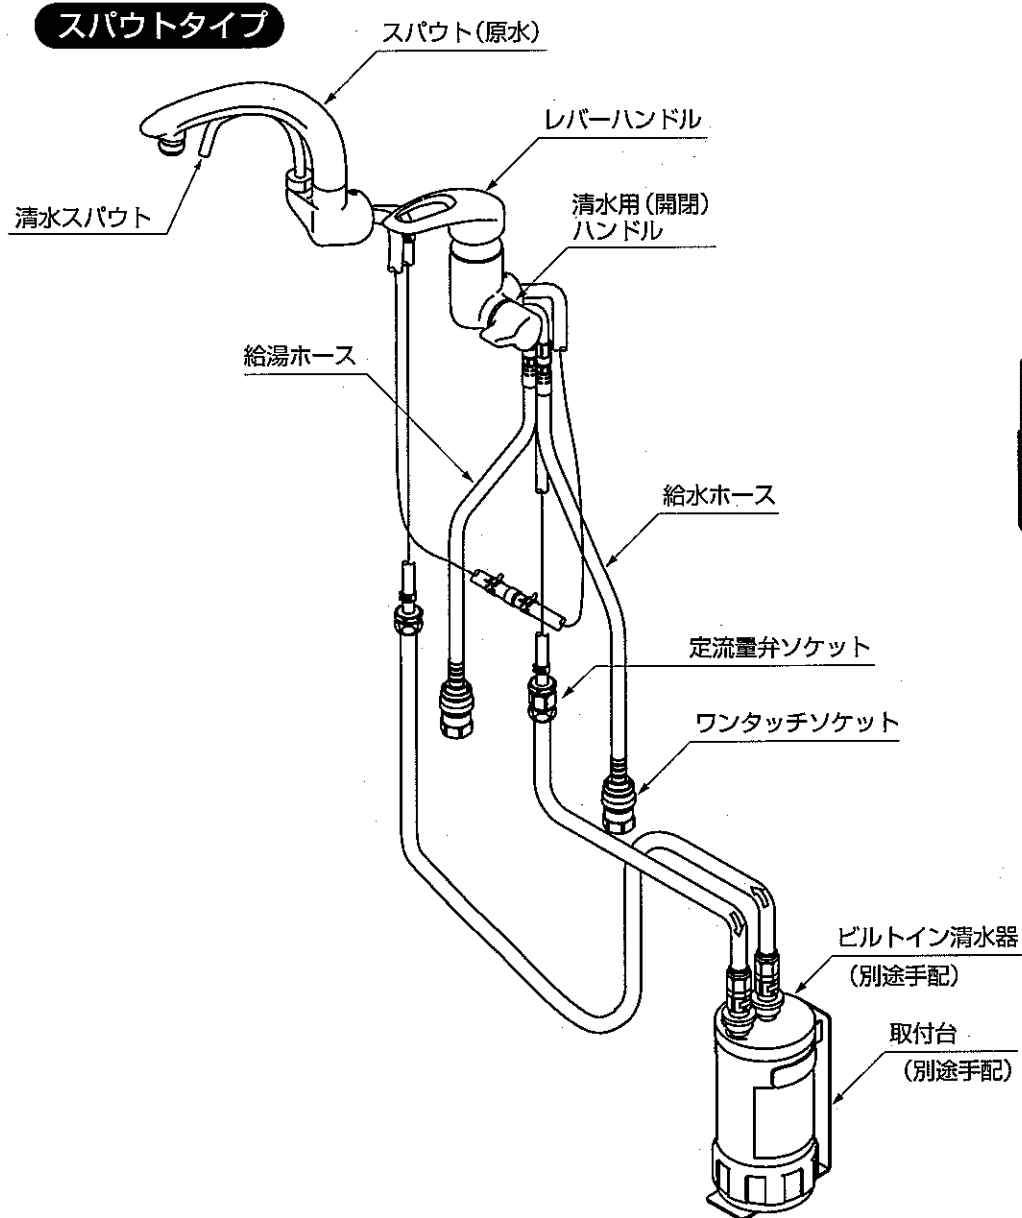 スパウトタイプ
スパウト(原水)
レバーハンドル
清水用(開閉)
ハンドル
清水スパウト
給湯ホース
給水ホース
定流量弁ソケット
ワンタッチソケット
ビルトイン清水器
(別途手配)
取付台
(別途手配)